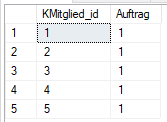 KMitglied_id Auftrag
1 1 1
2 2 1
3 3 1
4 4 1
5 5 1